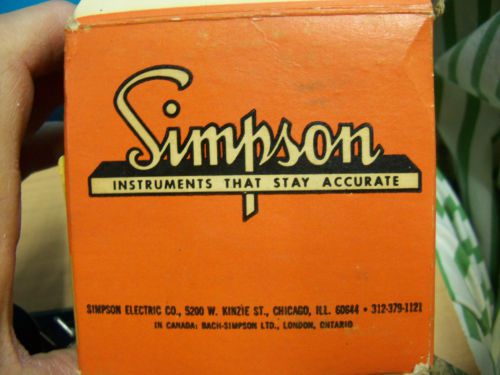 Simpson
INSTRUMENTS THAT STAY ACCURATE
SIMPSON ELECTRIC CO., 5200 W. KINZIE ST., CHICAGO, ILL. 60644 • 312-379-1121
IN CANADA: BACH-SIMPSON LTD., LONDON, ONTARIO